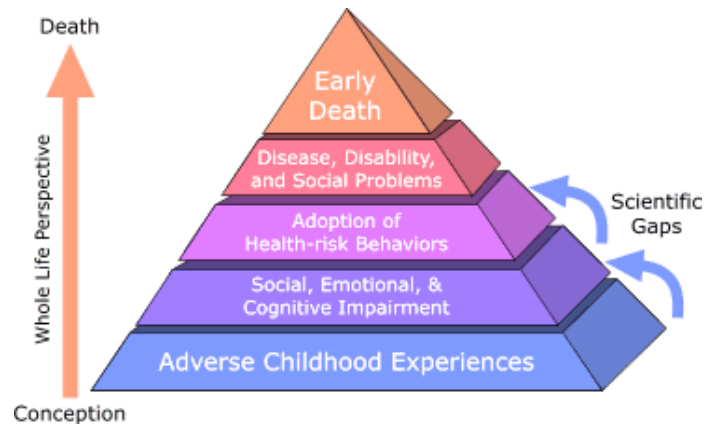 Death
Early
Death
Disease, Disability,
and Social Problems
Scientific
Gaps
Adoption of
Health-risk Behaviors
Social, Emotional, &
Cognitive Impairment
Adverse Childhood Experiences
Whole Life Perspective
Conception